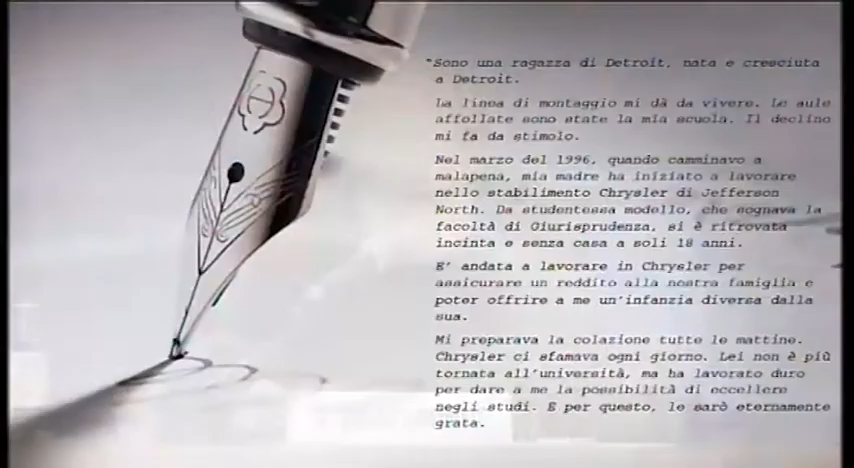 "Sono una ragazza di Detroit, nata e cresciuta
a Detroit.
La linea di montaggio mi dà da vivere. Le aule
affollate sono state la mia scuola. Il declino
mi fa da stimolo.
Nel marzo del 1996, quando camminavo a
malapena, mia madre ha iniziato a lavorare
nello stabilimento Chrysler di Jefferson
North. Da studentessa modello, che sognava la
facoltà di Giurisprudenza, si è ritrovata
incinta e senza casa a soli 18 anni.
E' andata a lavorare in Chrysler per
assicurare un reddito alla nostra famiglia e
poter offrire a me un'infanzia diversa dalla
sua.
Mi preparava la colazione tutte le mattine.
Chrysler ci sfamava ogni giorno. Lei non è più
tornata all'università, ma ha lavorato duro
per dare a me la possibilità di eccellere
negli studi. E per questo, le sarò eternamente
grata.